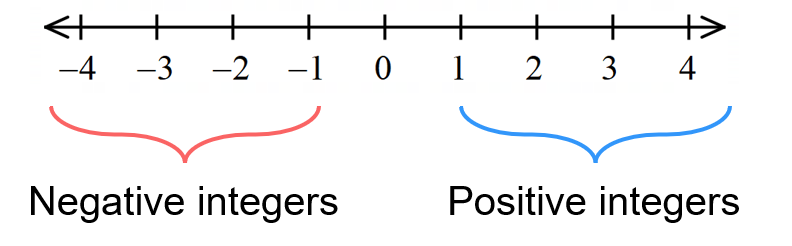 –4 –3 –2 –1 0 1 2 3 4
Negative integers Positive integers